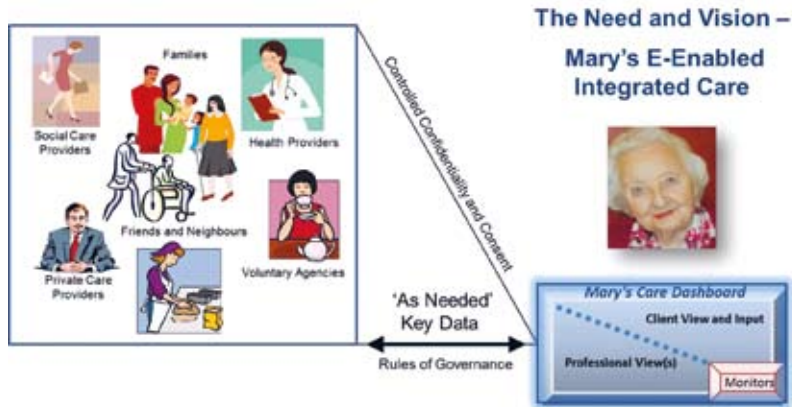 The Need and Vision –
Mary's E-Enabled
Integrated Care
Families
Social Care
Providers
Health Providers
Friends and Neighbours
Private Care
Providers
Voluntary Agencies
Controlled Confidentiality and Consent
'As Needed'
Key Data
Rules of Governance
Mary's Care Dashboard
Client View and Input
Professional View(s)
Monitors